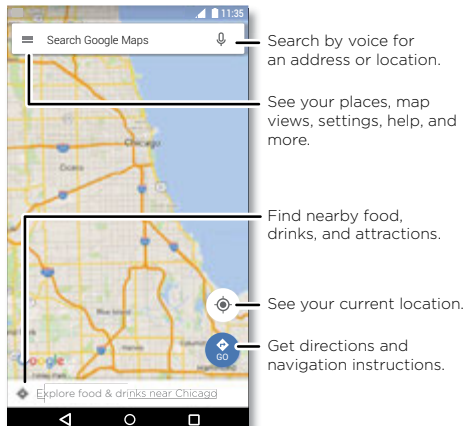 11:35
Search Google Maps
Search by voice for
an address or location.
See your places, map
views, settings, help, and
more.
Chicago
Cicero
Find nearby food,
drinks, and attractions.
See your current location.
Blue Island
Harvey
Get directions and
navigation instructions.
GO
Google
Explore food & drinks near Chicago